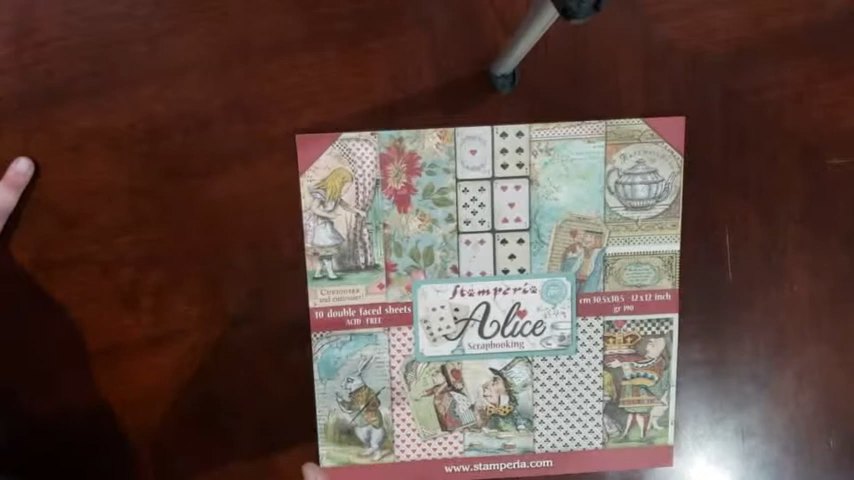 Curiouser
and curiouser!
10 double faced sheets
ACID FREE
Stamperia
Alice
Scrapbooking
cm 30.5x30.5 - 12x12 inch
gr 190
www.stamperia.com